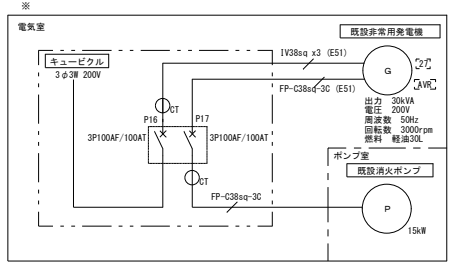 ※
電気室
既設非常用発電機
IV38sq x3 (E51)
キュービクル
3φ3W 200V
G
27
AVR
FP-C38sq-3C (E51)
CT
P16
P17
3P100AF/100AT
3P100AF/100AT
出力 30kVA
電圧 200V
周波数 50Hz
回転数 3000rpm
燃料 軽油30L
CT
ポンプ室
既設消火ポンプ
FP-C38sq-3C
P
15kW